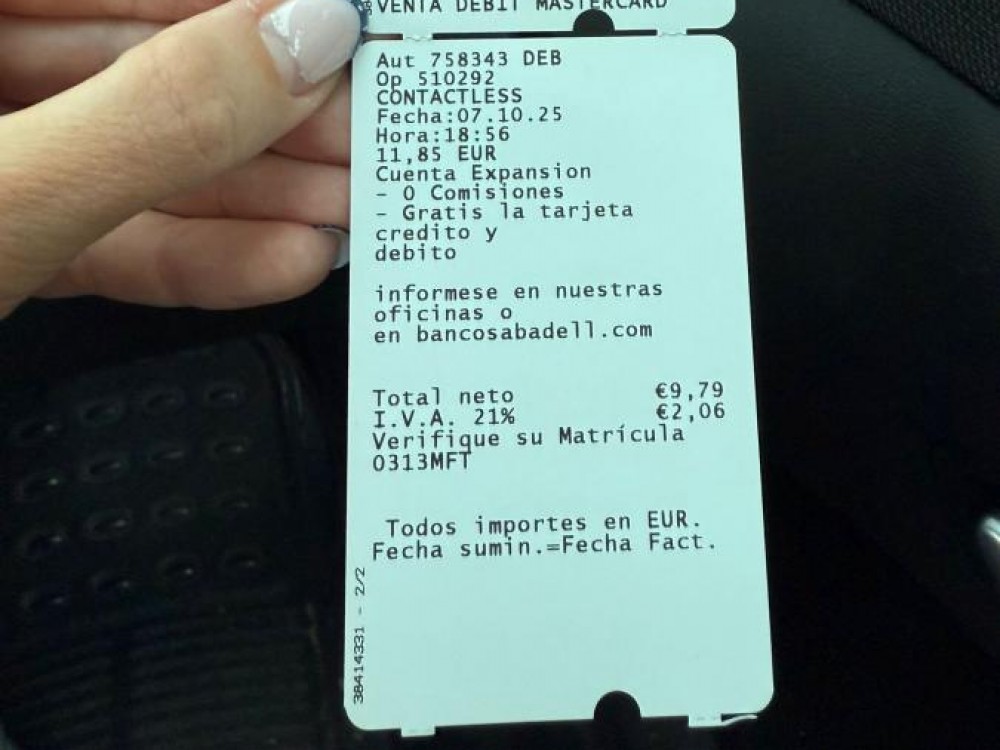 VENTA DEBIT MASTERCARD
Aut 758343 DEB
Op 510292
CONTACTLESS
Fecha:07.10.25
Hora:18:56
11,85 EUR
Cuenta Expansion
- 0 Comisiones
- Gratis la tarjeta
credito y
debito
informese en nuestras
oficinas o
en bancosabadell.com
Total neto €9,79
I.V.A. 21% €2,06
Verifique su Matrícula
0313MFT
Todos importes en EUR.
Fecha sumin.=Fecha Fact.
38414331 - 2/2